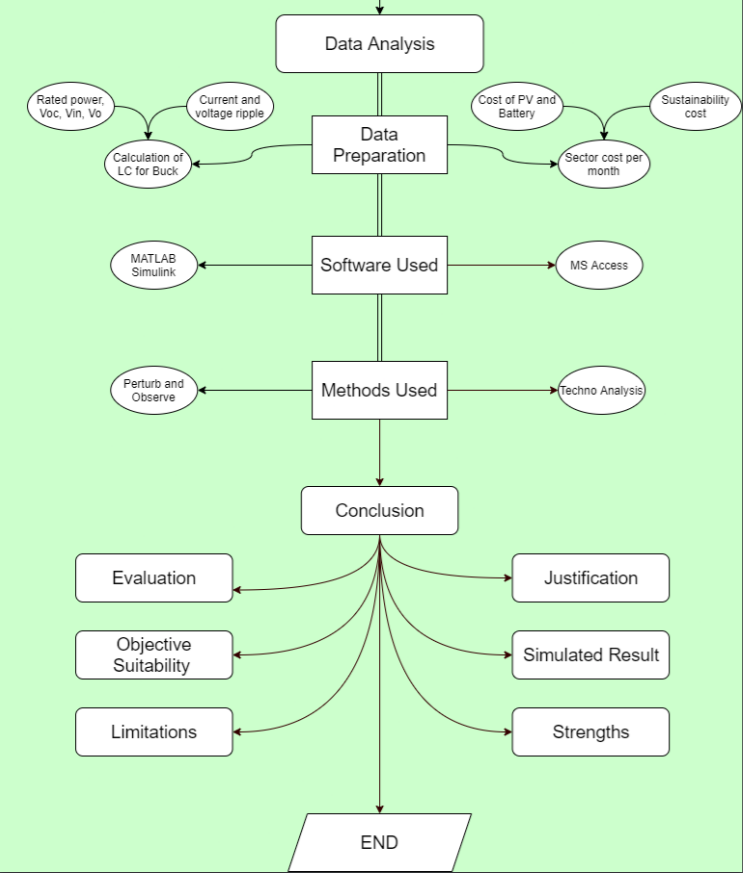 Data Analysis
Rated power,
Voc, Vin, Vo
Current and
voltage ripple
Cost of PV and
Battery
Sustainability
cost
Data
Preparation
Calculation of
LC for Buck
Sector cost per
month
MATLAB
Simulink
Software Used
MS Access
Perturb and
Observe
Methods Used
Techno Analysis
Conclusion
Evaluation
Justification
Objective
Suitability
Simulated Result
Limitations
Strengths
END